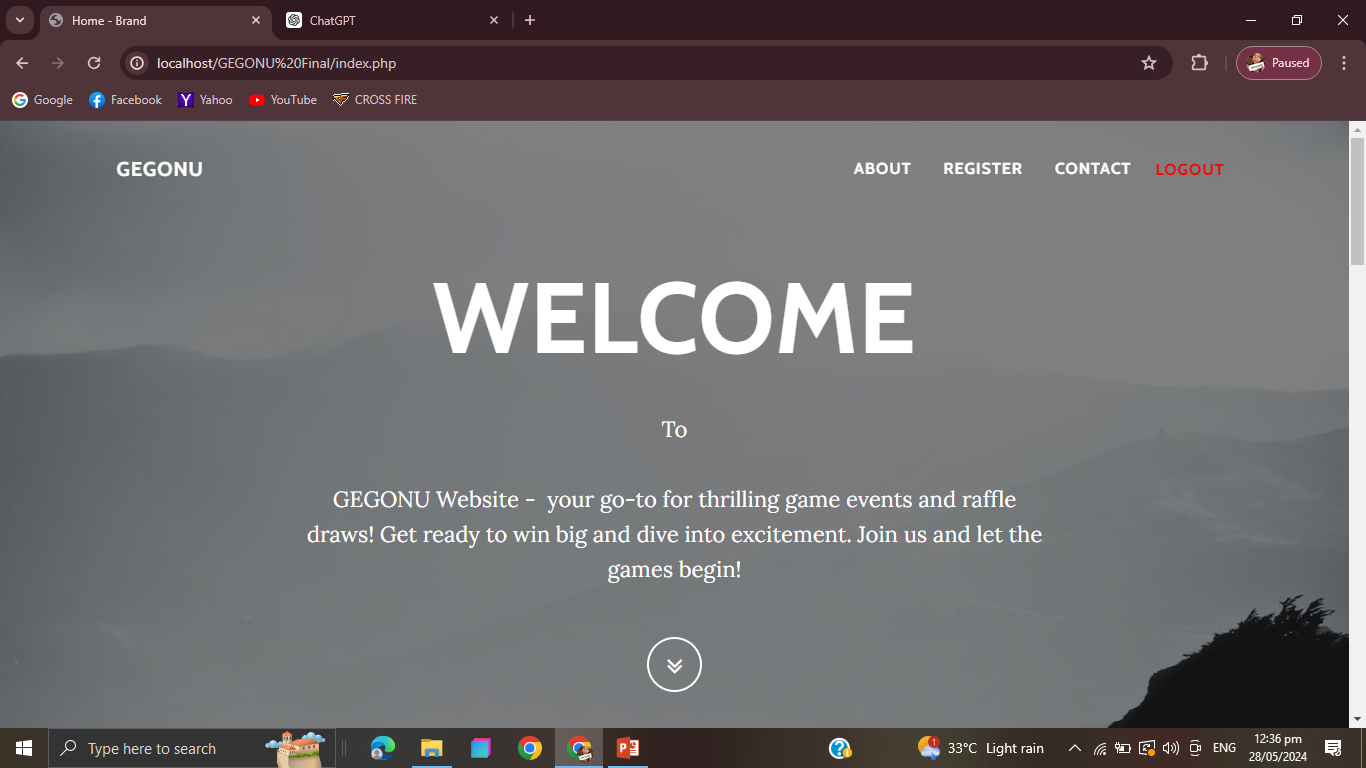 Home - Brand
ChatGPT
localhost/GEGONU%20Final/index.php
Paused
Google
Facebook
Yahoo
YouTube
CROSS FIRE
GEGONU
ABOUT
REGISTER
CONTACT
LOGOUT
WELCOME
To
GEGONU Website - your go-to for thrilling game events and raffle
draws! Get ready to win big and dive into excitement. Join us and let the
games begin!
Type here to search
33°C Light rain
ENG
12:36 pm
28/05/2024